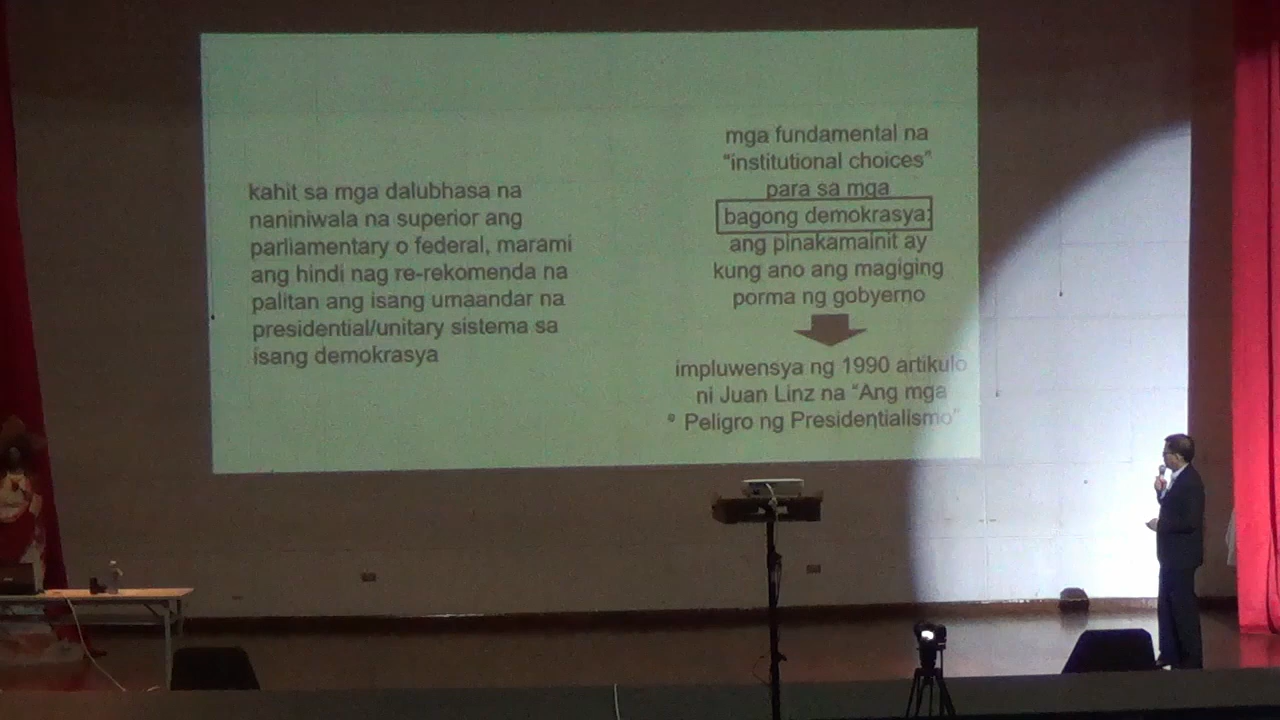 kahit sa mga dalubhasa na
naniniwala na superior ang
parliamentary o federal, marami
ang hindi nag re-rekomenda na
palitan ang isang umaandar na
presidential/unitary sistema sa
isang demokrasya
mga fundamental na
“institutional choices”
para sa mga
bagong demokrasya:
ang pinakamainit ay
kung ano ang magiging
porma ng gobyerno
impluwensya ng 1990 artikulo
ni Juan Linz na “Ang mga
Peligro ng Presidentialismo”